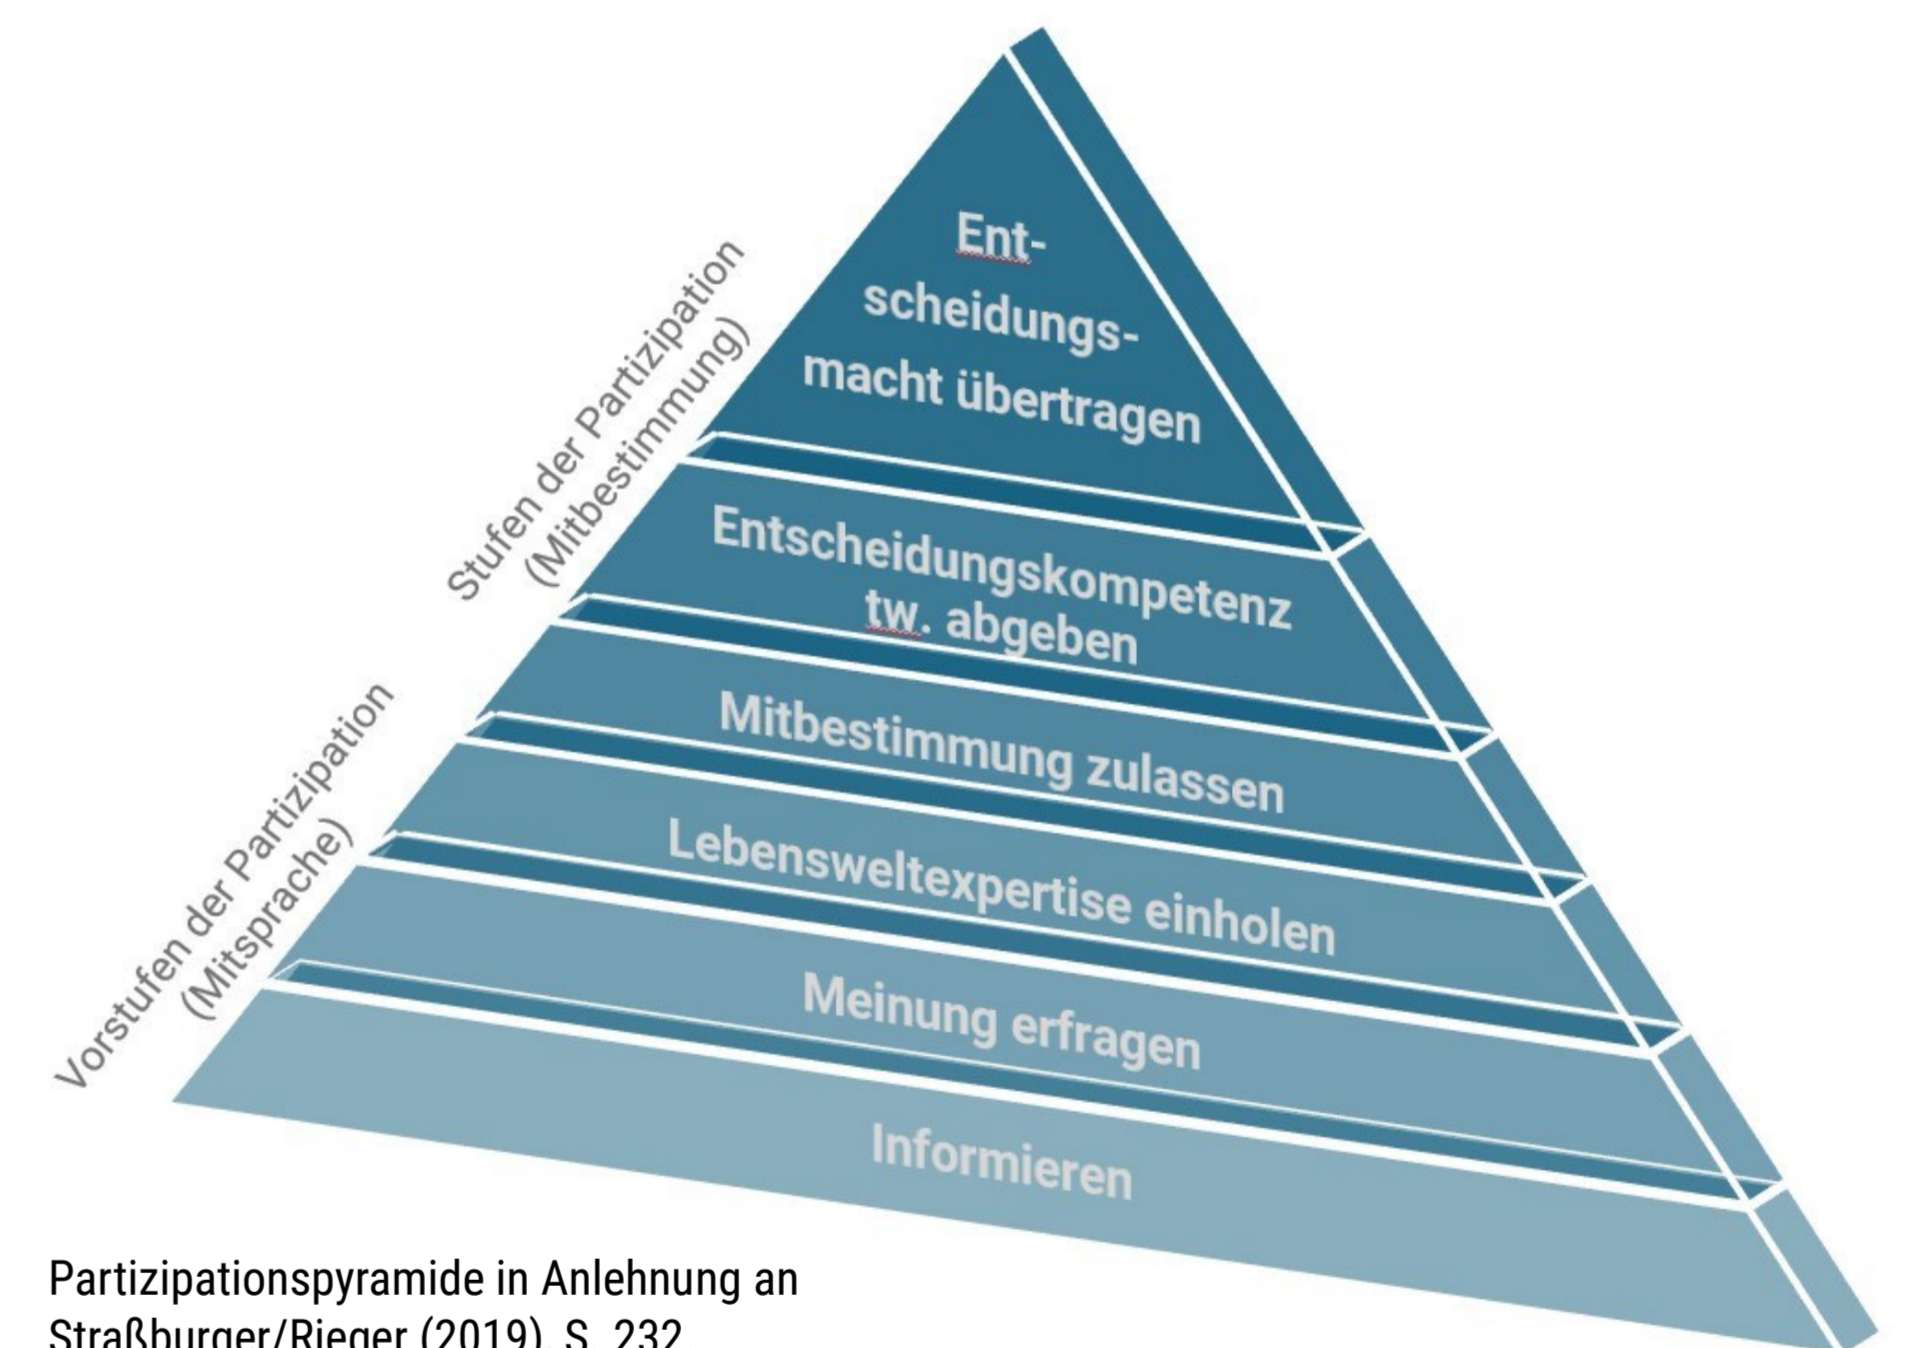 Ent-
scheidungs-
macht übertragen
Stufen der Partizipation
(Mitbestimmung)
Entscheidungskompetenz
tw. abgeben
Mitbestimmung zulassen
Vorstufen der Partizipation
(Mitsprache)
Lebensweltexpertise einholen
Meinung erfragen
Informieren
Partizipationspyramide in Anlehnung an
Straßburger/Rieger (2019), S. 232